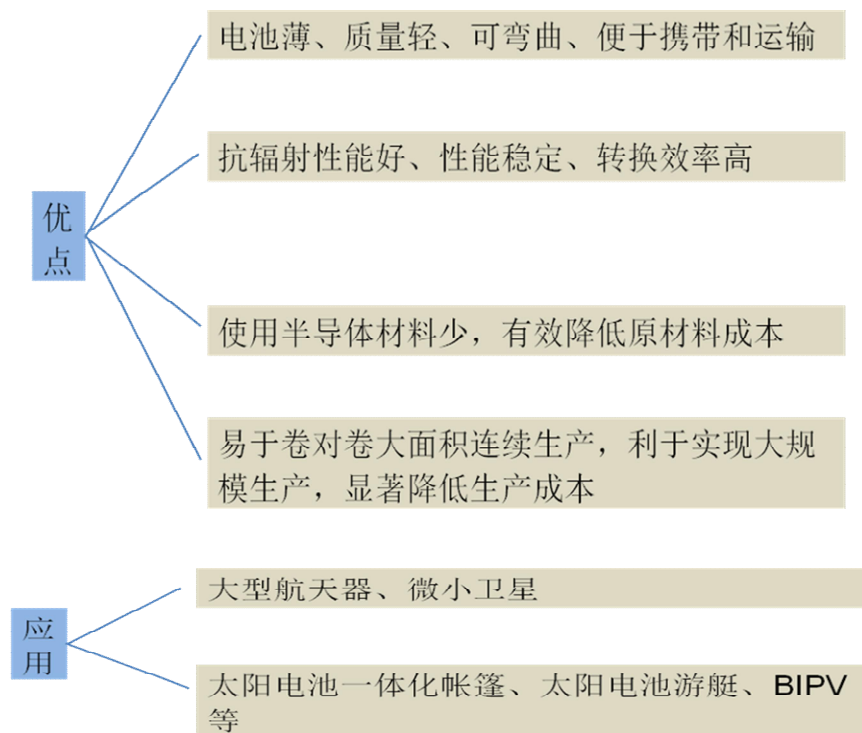 电池薄、质量轻、可弯曲、便于携带和运输
抗辐射性能好、性能稳定、转换效率高
优
点
使用半导体材料少，有效降低原材料成本
易于卷对卷大面积连续生产，利于实现大规
模生产，显著降低生产成本
大型航天器、微小卫星
应
用
太阳电池一体化帐篷、太阳电池游艇、BIPV
等